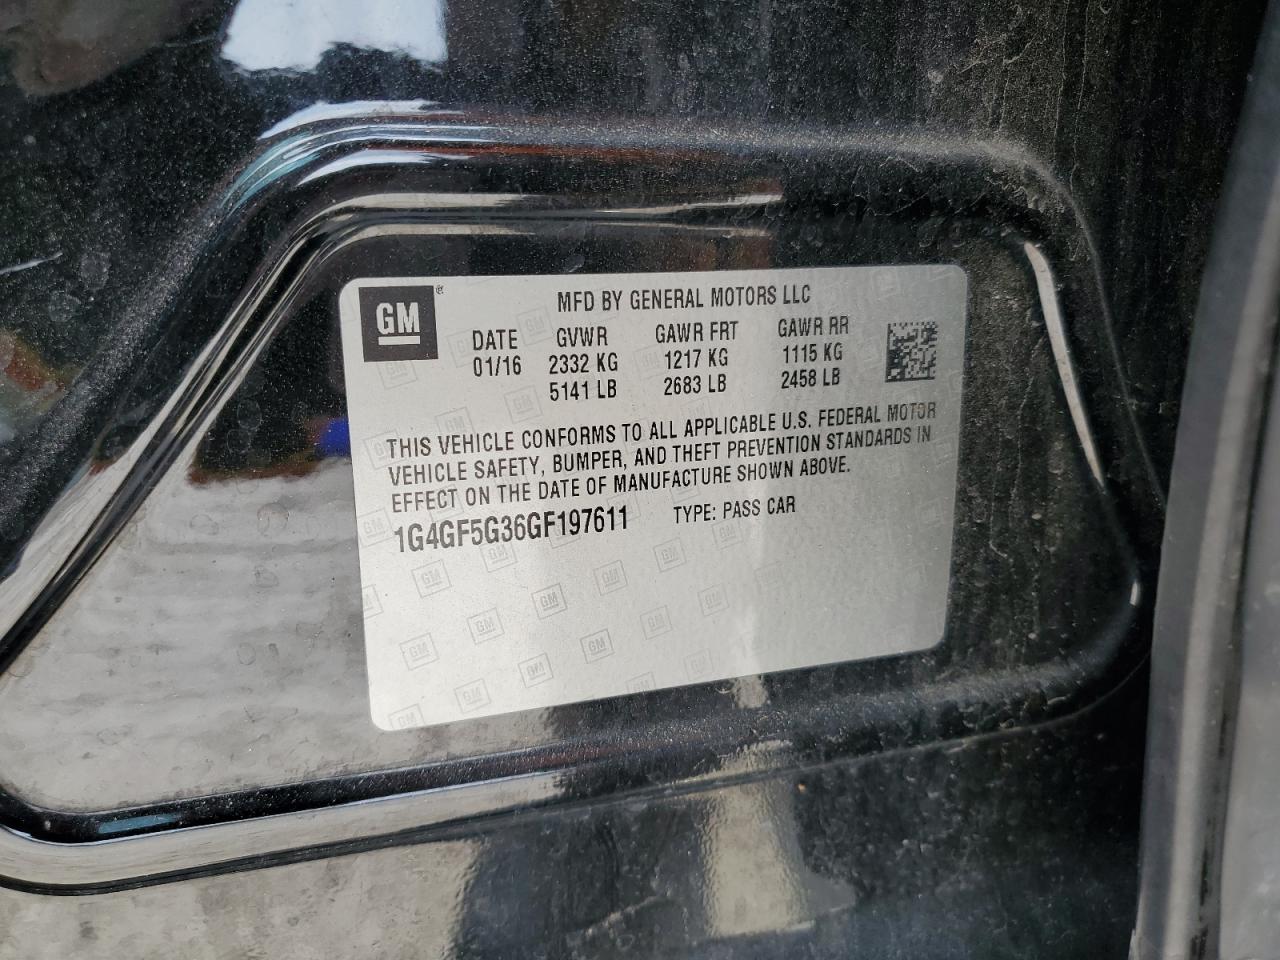 GM ®
MFD BY GENERAL MOTORS LLC
DATE GVWR GAWR FRT GAWR RR
01/16 2332 KG 1217 KG 1115 KG
5141 LB 2683 LB 2458 LB
THIS VEHICLE CONFORMS TO ALL APPLICABLE U.S. FEDERAL MOTOR
VEHICLE SAFETY, BUMPER, AND THEFT PREVENTION STANDARDS IN
EFFECT ON THE DATE OF MANUFACTURE SHOWN ABOVE.
1G4GF5G36GF197611 TYPE: PASS CAR